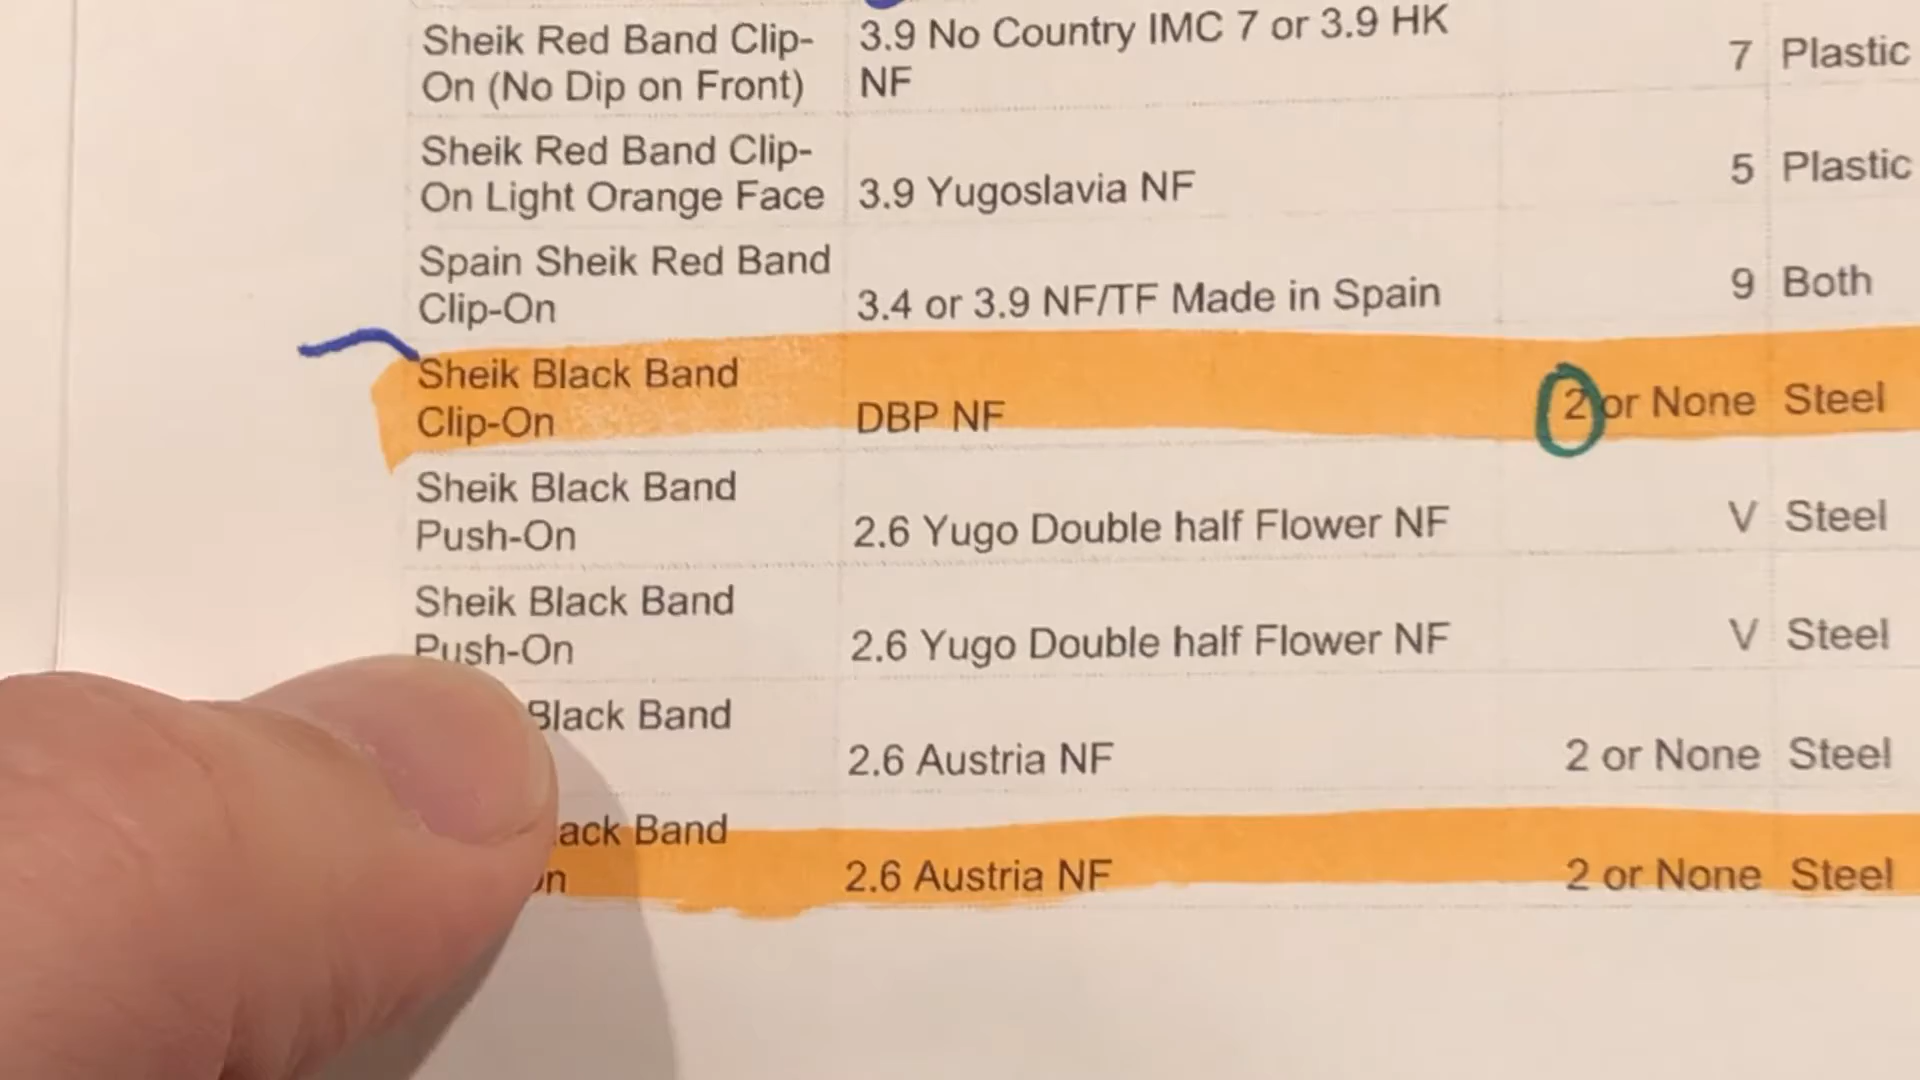 Sheik Red Band Clip-
On (No Dip on Front)
3.9 No Country IMC 7 or 3.9 HK
NF
7
Plastic
Sheik Red Band Clip-
On Light Orange Face
3.9 Yugoslavia NF
5
Plastic
Spain Sheik Red Band
Clip-On
3.4 or 3.9 NF/TF Made in Spain
9
Both
Sheik Black Band
Clip-On
DBP NF
2 or None
Steel
Sheik Black Band
Push-On
2.6 Yugo Double half Flower NF
V
Steel
Sheik Black Band
Push-On
2.6 Yugo Double half Flower NF
V
Steel
Black Band
2.6 Austria NF
2 or None
Steel
Band
2.6 Austria NF
2 or None
Steel